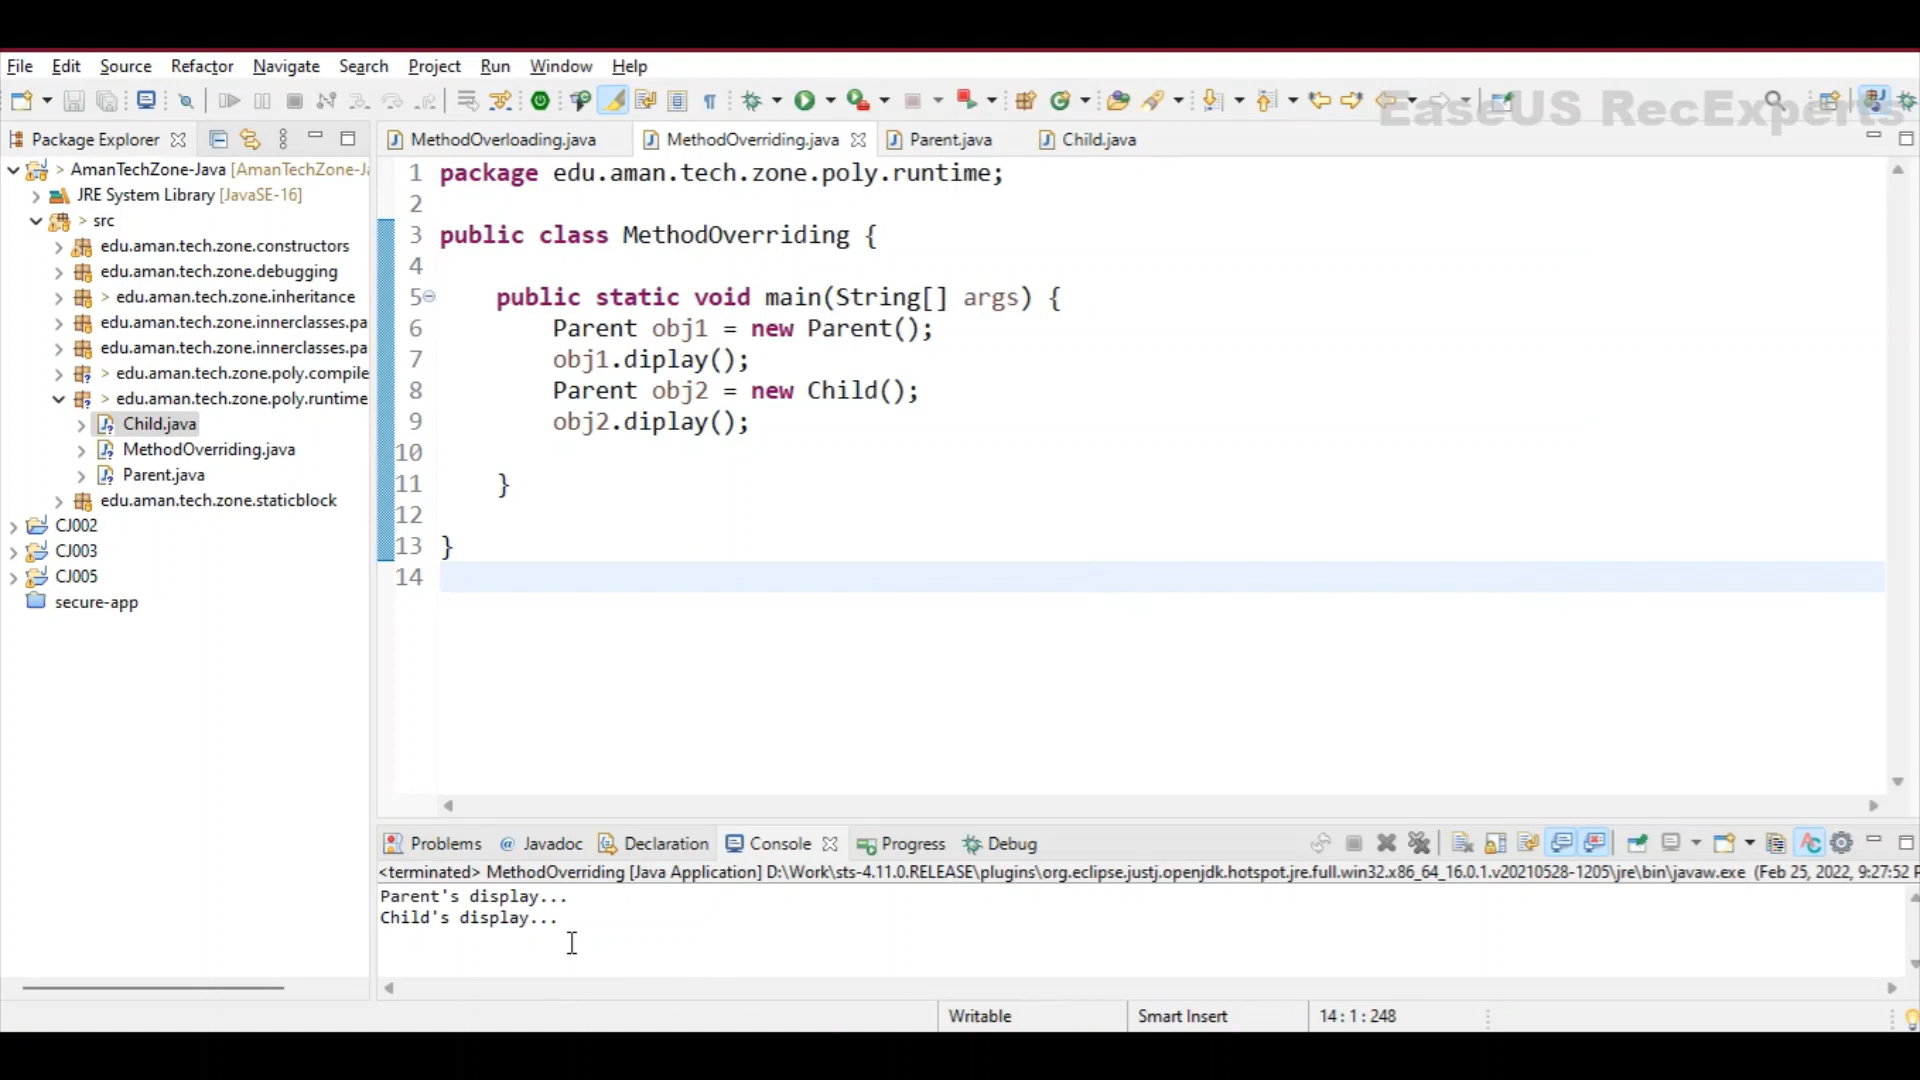 File Edit Source Refactor Navigate Search Project Run Window Help
EaseUS RecExperts
Package Explorer
MethodOverloading.java MethodOverriding.java Parent.java Child.java
> AmanTechZone-Java [AmanTechZone-J
JRE System Library [JavaSE-16]
> src
edu.aman.tech.zone.constructors
edu.aman.tech.zone.debugging
> edu.aman.tech.zone.inheritance
edu.aman.tech.zone.innerclasses.pa
edu.aman.tech.zone.innerclasses.pa
> edu.aman.tech.zone.poly.compile
> edu.aman.tech.zone.poly.runtime
Child.java
MethodOverriding.java
Parent.java
edu.aman.tech.zone.staticblock
CJ002
CJ003
CJ005
secure-app
1 package edu.aman.tech.zone.poly.runtime;
2
3 public class MethodOverriding {
4
5 public static void main(String[] args) {
6 Parent obj1 = new Parent();
7 obj1.diplay();
8 Parent obj2 = new Child();
9 obj2.diplay();
10
11 }
12
13 }
14
Problems @ Javadoc Declaration Console Progress Debug
<terminated> MethodOverriding [Java Application] D:\Work\sts-4.11.0.RELEASE\plugins\org.eclipse.justj.openjdk.hotspot.jre.full.win32.x86_64_16.0.1.v20210528-1205\jre\bin\javaw.exe (Feb 25, 2022, 9:27:52 P
Parent's display...
Child's display...
Writable Smart Insert 14 : 1 : 248